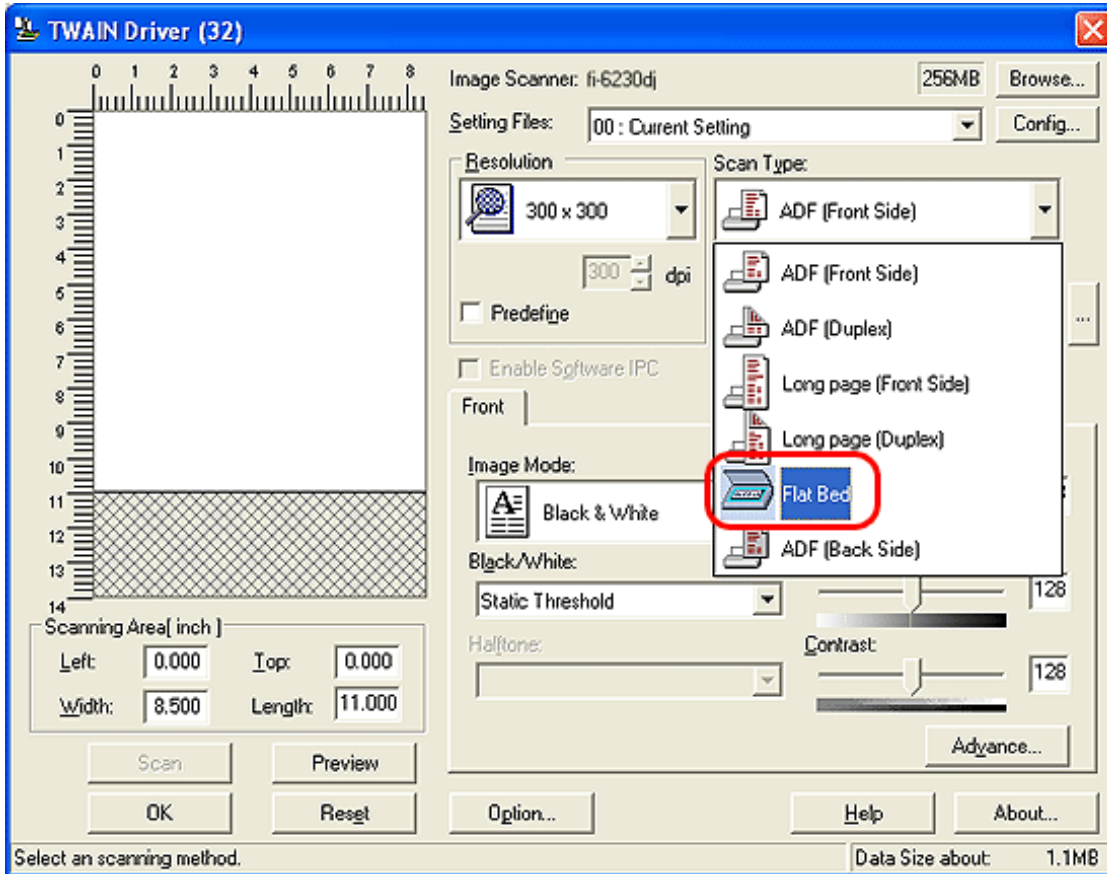 TWAIN Driver (32)
0 1 2 3 4 5 6 7 8
0
1
2
3
4
5
6
7
8
9
10
11
12
13
14
Image Scanner: fi-6230dj 256MB Browse...
Setting Files: 00 : Current Setting Config...
Resolution
300 x 300
300 dpi
Predefine
Scan Type:
ADF (Front Side)
ADF (Front Side)
ADF (Duplex)
Long page (Front Side)
Long page (Duplex)
Flat Bed
ADF (Back Side)
...
Enable Software IPC
Front
Image Mode:
Black & White
Black/White:
Static Threshold
128
Halftone:
Contrast:
128
Advance...
Scanning Area[ inch ]
Left: 0.000 Top: 0.000
Width: 8.500 Length: 11.000
Scan Preview
OK Reset Option... Help About...
Select an scanning method. Data Size about: 1.1MB